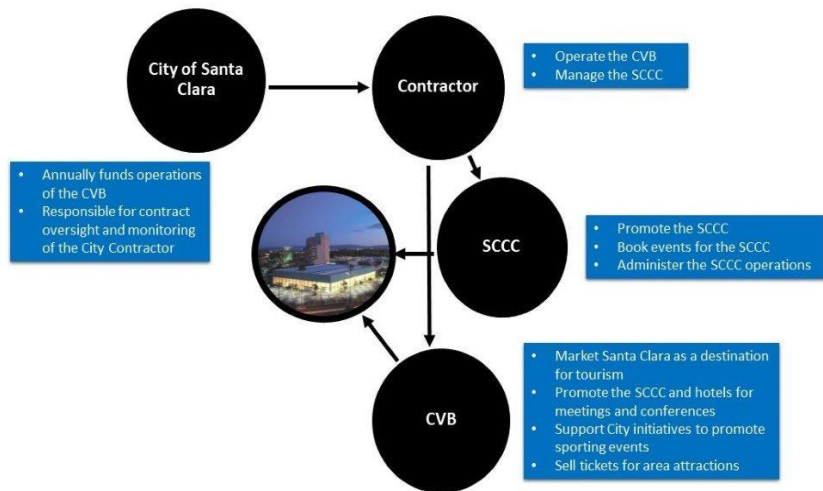 City of Santa
Clara
Contractor
• Operate the CVB
• Manage the SCCC
• Annually funds operations
of the CVB
• Responsible for contract
oversight and monitoring
of the City Contractor
SCCC
• Promote the SCCC
• Book events for the SCCC
• Administer the SCCC operations
CVB
• Market Santa Clara as a destination
for tourism
• Promote the SCCC and hotels for
meetings and conferences
• Support City initiatives to promote
sporting events
• Sell tickets for area attractions